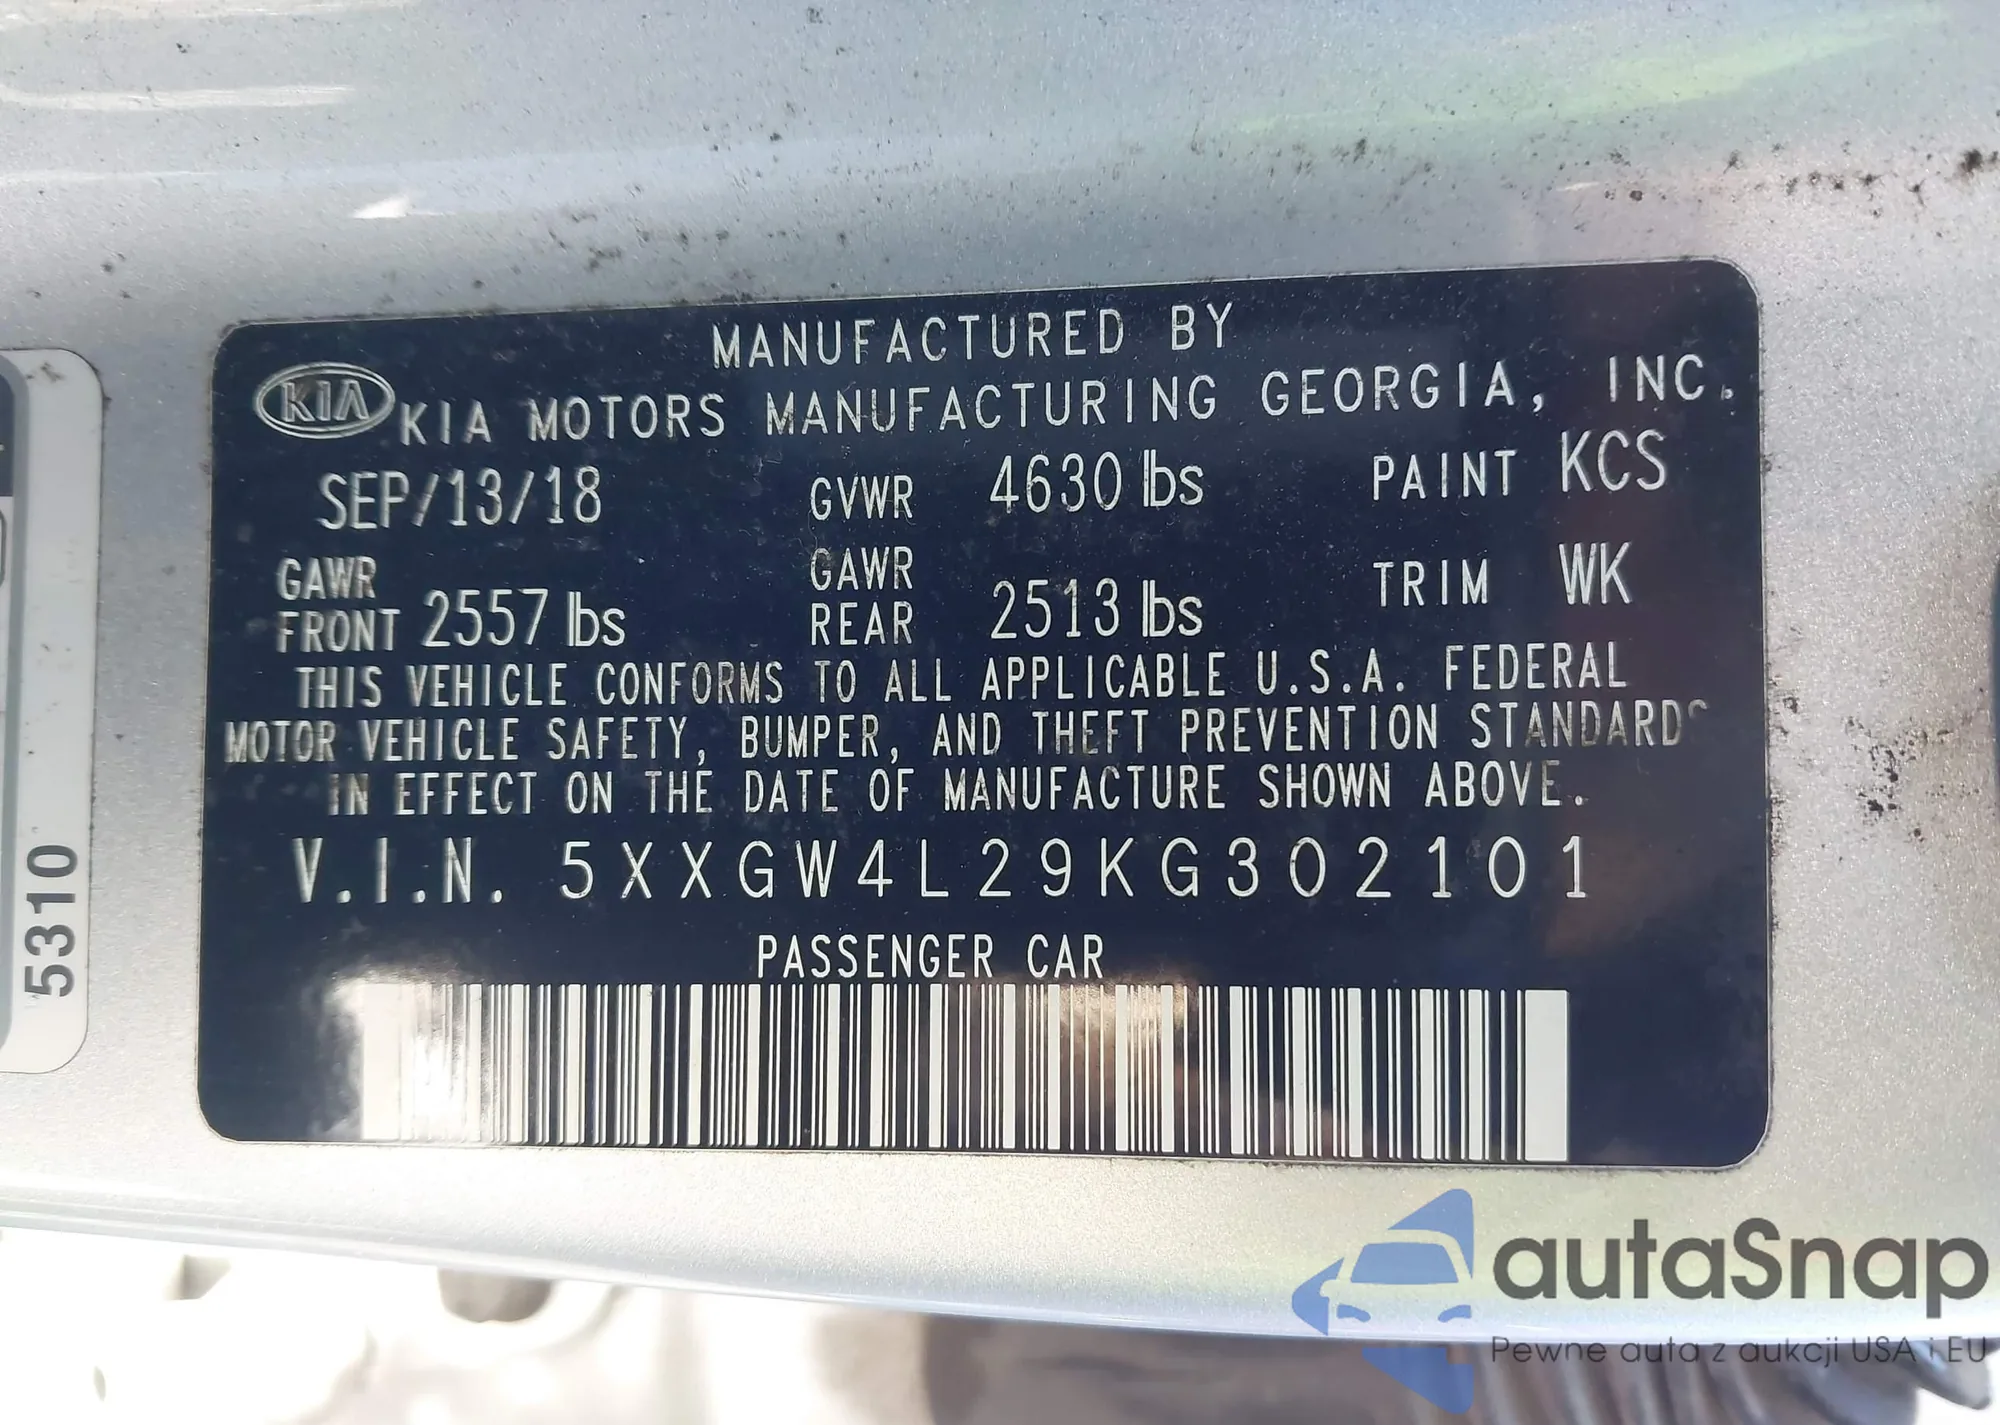 MANUFACTURED BY
KIA KIA MOTORS MANUFACTURING GEORGIA, INC.
SEP/13/18 GVWR 4630 lbs PAINT KCS
GAWR FRONT 2557 lbs GAWR REAR 2513 lbs TRIM WK
THIS VEHICLE CONFORMS TO ALL APPLICABLE U.S.A. FEDERAL
MOTOR VEHICLE SAFETY, BUMPER, AND THEFT PREVENTION STANDARDS
IN EFFECT ON THE DATE OF MANUFACTURE SHOWN ABOVE.
V.I.N. 5XXGW4L29KG302101
PASSENGER CAR
5310
autaSnap
Pewne auta z aukcji USA i EU